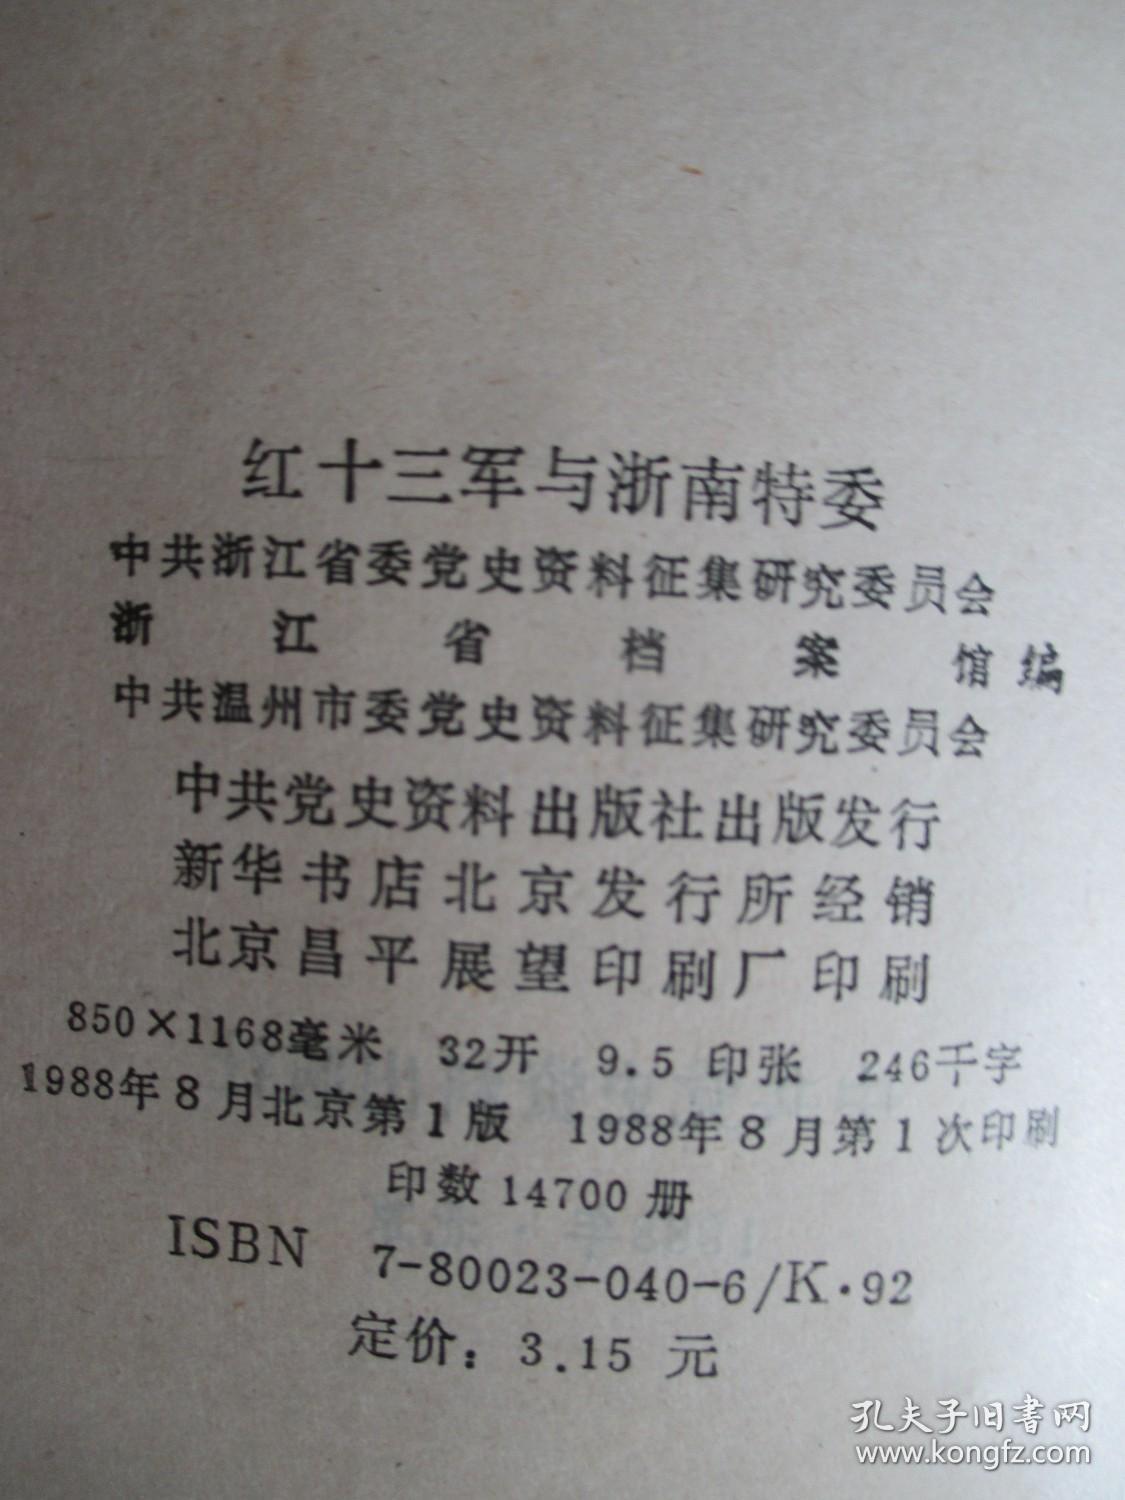 红十三军与浙南特委
中共浙江省委党史资料征集研究委员会
浙江省档案馆 编
中共温州市委党史资料征集研究委员会
中共党史资料出版社出版发行
新华书店北京发行所经销
北京昌平展望印刷厂印刷
850×1168毫米 32开 9.5 印张 246千字
1988年8月北京第1版 1988年8月第1次印刷
印数 14700 册
ISBN 7-80023-040-6/K·92
定价：3.15 元
孔夫子旧书网
www.kongfz.com